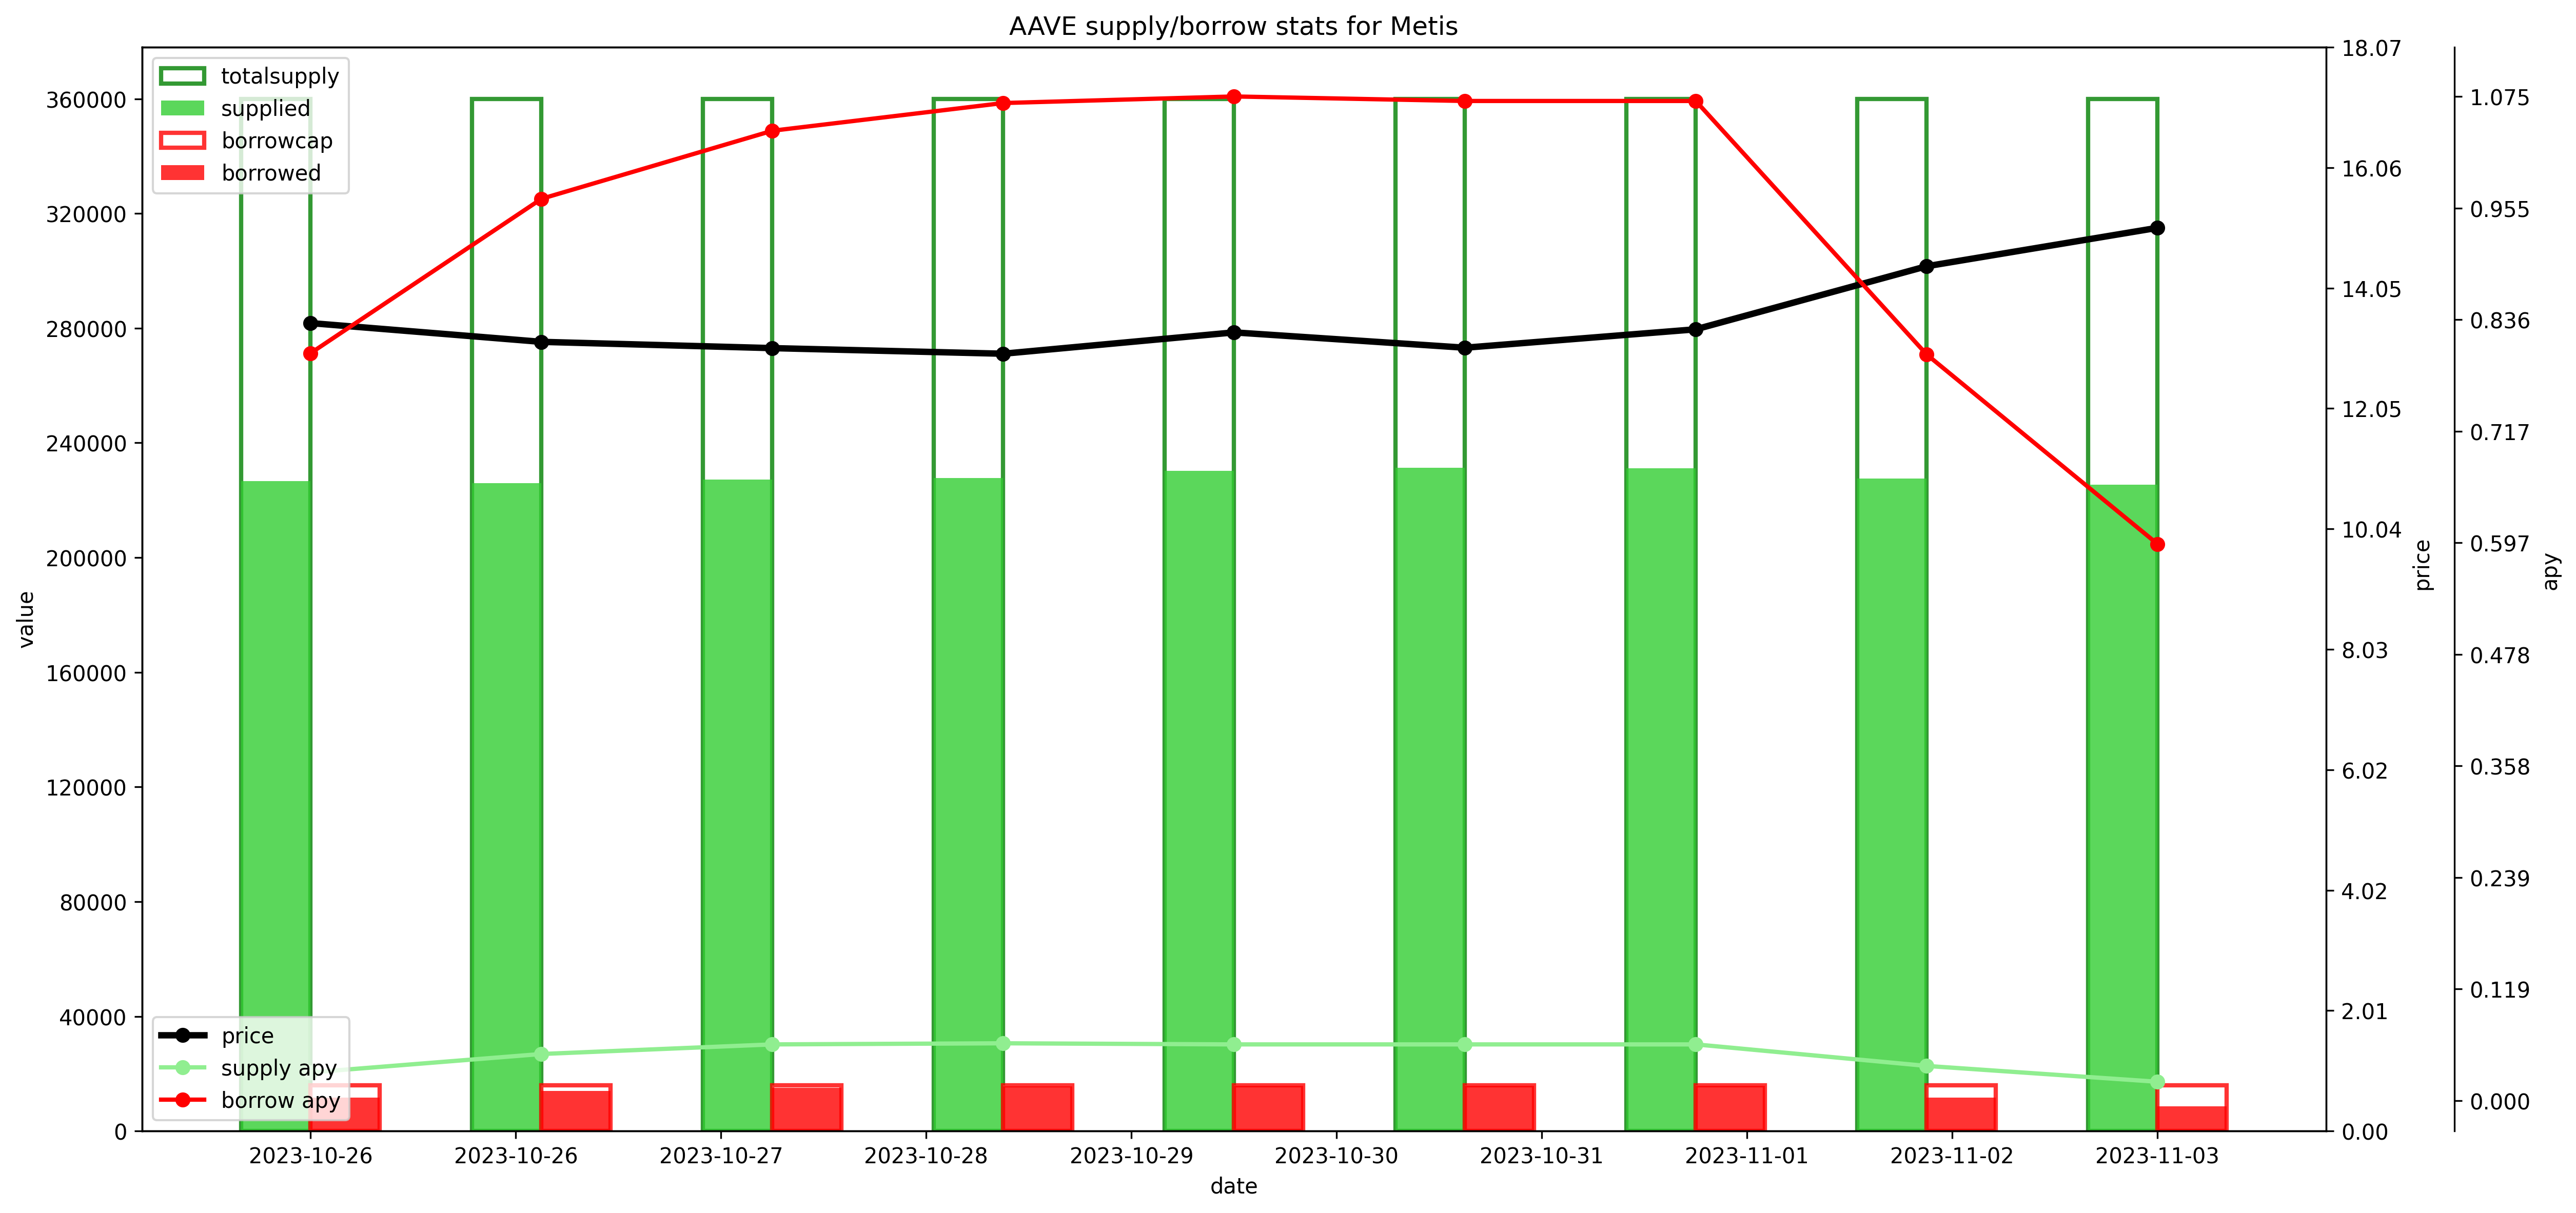 AAVE supply/borrow stats for Metis
totalsupply
supplied
borrowcap
borrowed
price
supply apy
borrow apy
value
360000
320000
280000
240000
200000
160000
120000
80000
40000
0
18.07
16.06
14.05
12.05
10.04
8.03
6.02
4.02
2.01
0.00
price
1.075
0.955
0.836
0.717
0.597
0.478
0.358
0.239
0.119
0.000
apy
2023-10-26 2023-10-26 2023-10-27 2023-10-28 2023-10-29 2023-10-30 2023-10-31 2023-11-01 2023-11-02 2023-11-03
date